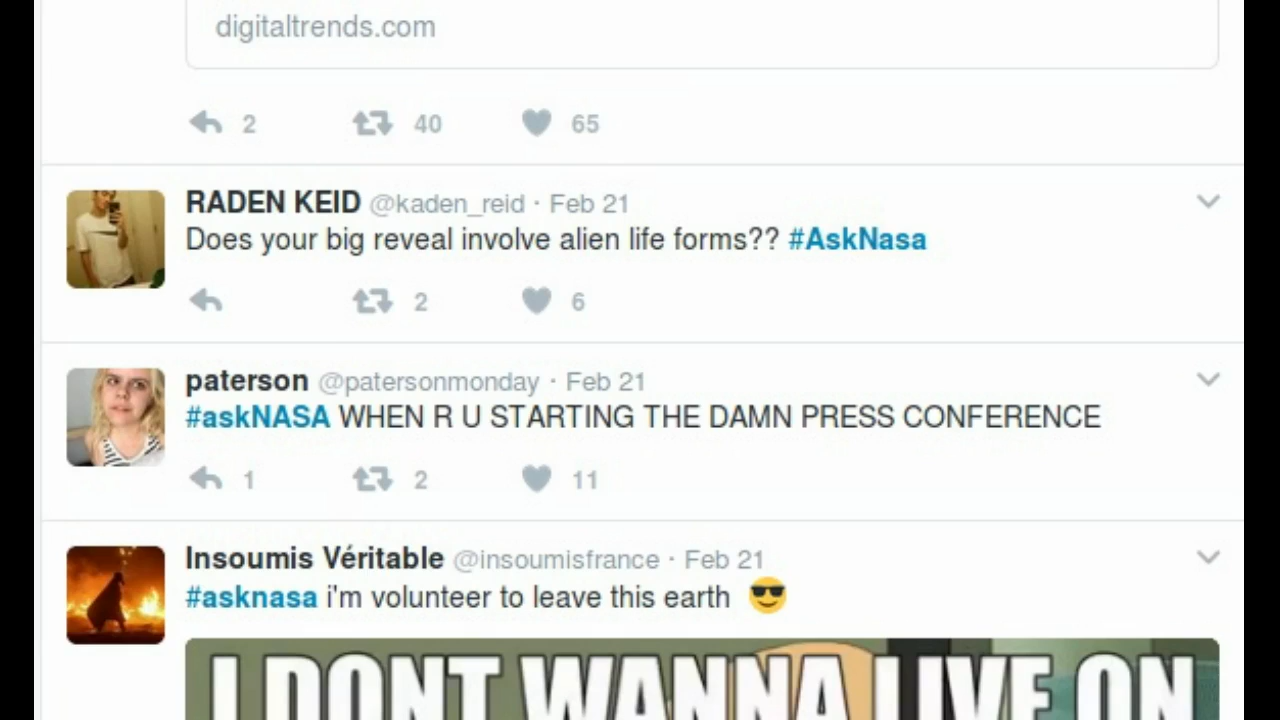 digitaltrends.com
2 40 65
RADEN KEID @kaden_reid · Feb 21
Does your big reveal involve alien life forms?? #AskNasa
2 6
paterson @patersonmonday · Feb 21
#askNASA WHEN R U STARTING THE DAMN PRESS CONFERENCE
1 2 11
Insoumis Véritable @insoumisfrance · Feb 21
#asknasa i'm volunteer to leave this earth 😎
I DONT WANNA LIVE ON